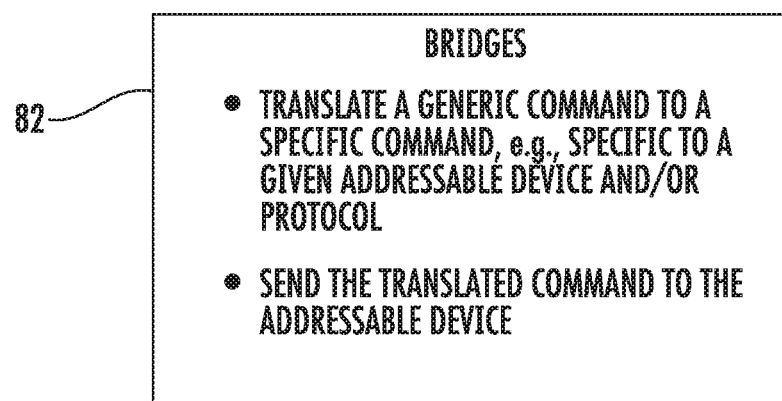 BRIDGES
82
• TRANSLATE A GENERIC COMMAND TO A
SPECIFIC COMMAND, e.g., SPECIFIC TO A
GIVEN ADDRESSABLE DEVICE AND/OR
PROTOCOL
• SEND THE TRANSLATED COMMAND TO THE
ADDRESSABLE DEVICE